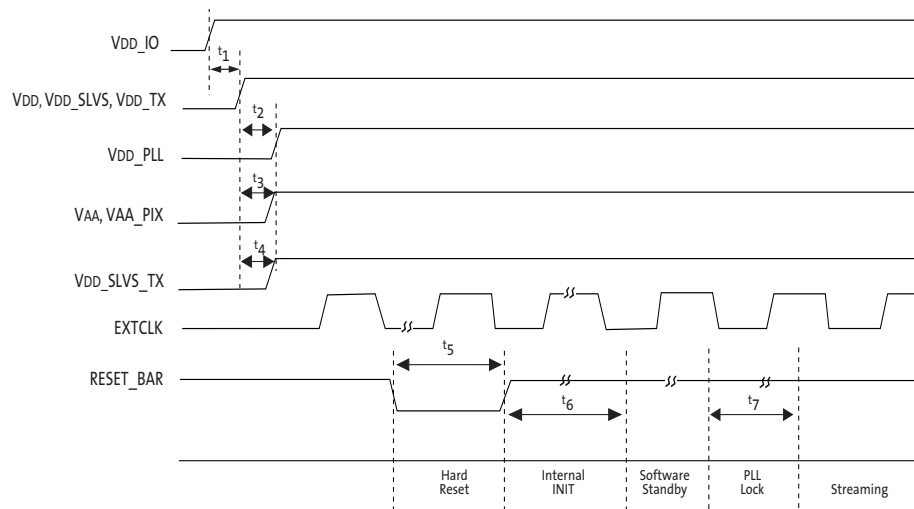 VDD_IO
t1
VDD, VDD_SLVS, VDD_TX
t2
VDD_PLL
t3
VAA, VAA_PIX
t4
VDD_SLVS_TX
EXTCLK
t5
RESET_BAR
t6
t7
Hard
Reset
Internal
INIT
Software
Standby
PLL
Lock
Streaming